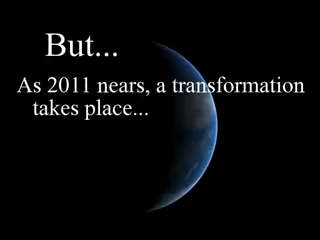 But...
As 2011 nears, a transformation
takes place...